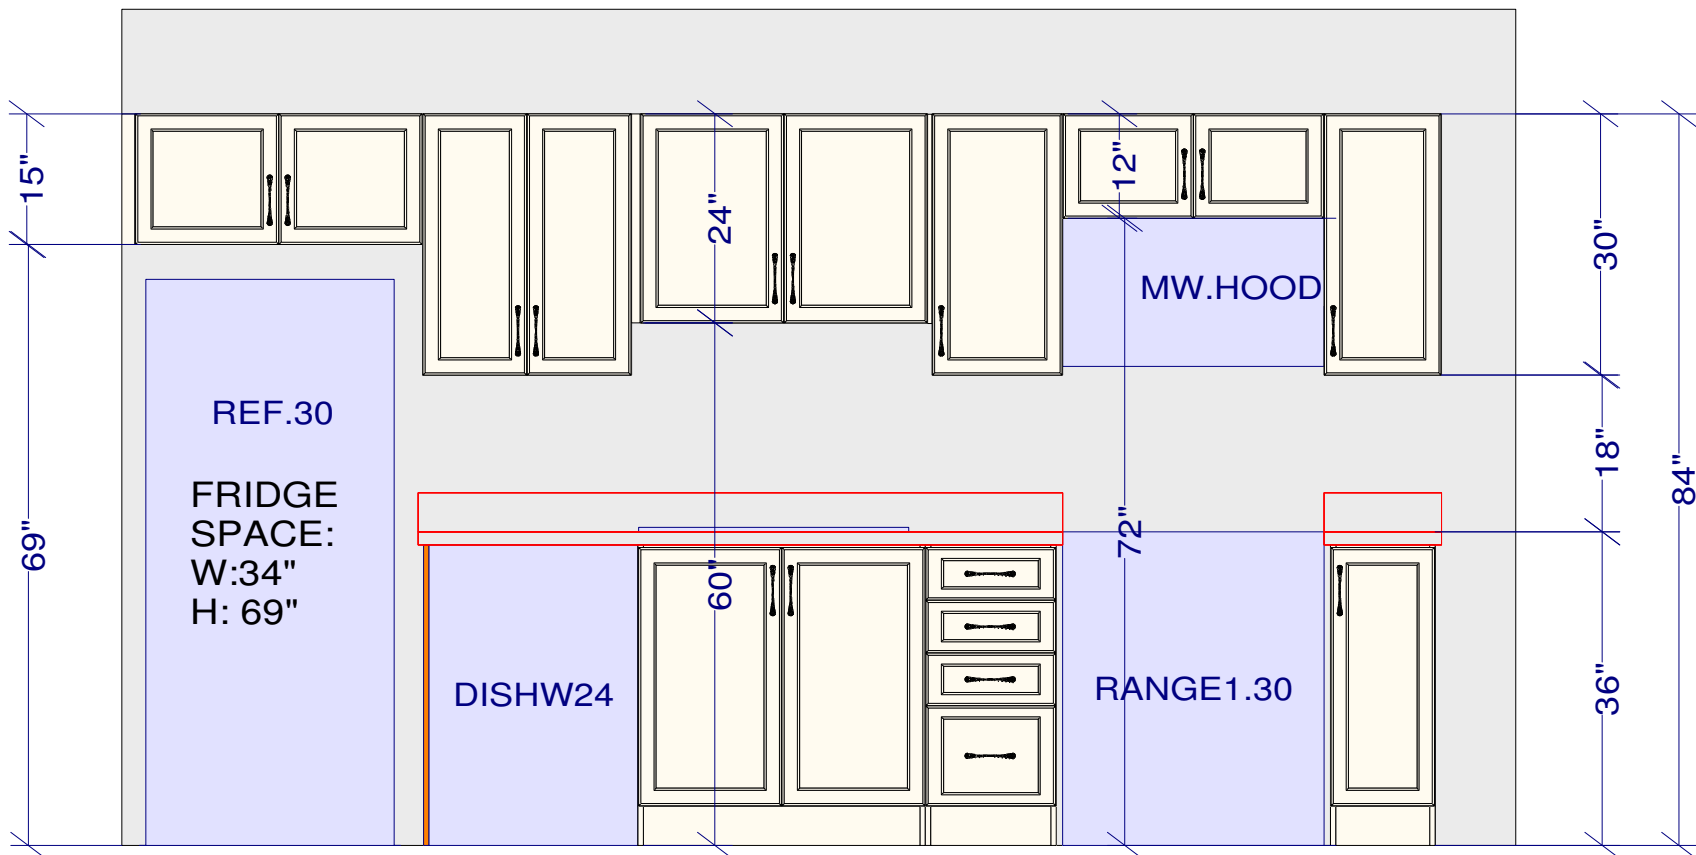 15"
12"
24"
30"
MW.HOOD
REF.30
18"
84"
FRIDGE
SPACE:
W:34"
H: 69"
69"
72"
60"
DISHW24
RANGE1.30
36"